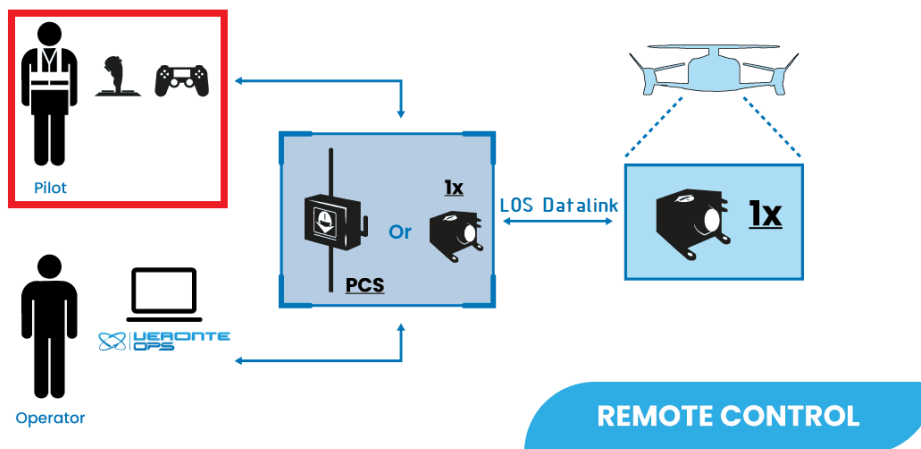 Pilot
1x
Or
PCS
LOS Datalink
1x
VERONTE
OPS
Operator
REMOTE CONTROL